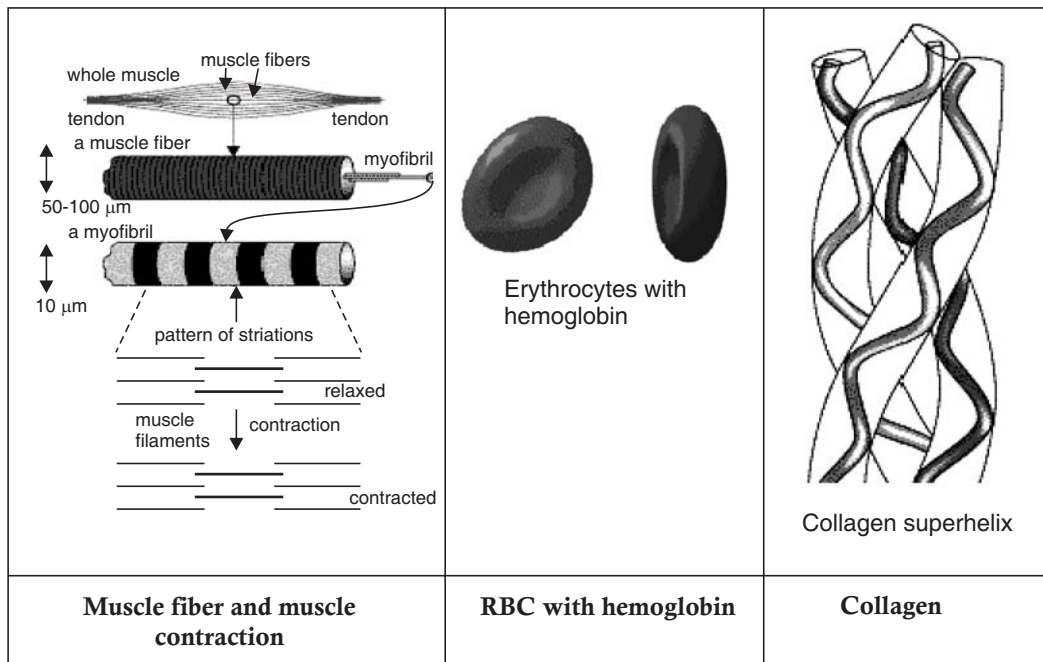 muscle fibers
whole muscle
tendon
tendon
a muscle fiber
myofibril
50-100 μm
a myofibril
10 μm
pattern of striations
relaxed
muscle
filaments
contraction
contracted
Erythrocytes with
hemoglobin
Collagen superhelix
Muscle fiber and muscle
contraction
RBC with hemoglobin
Collagen